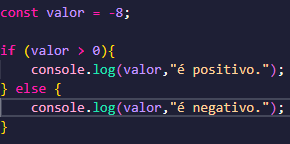 const valor = -8;
if (valor > 0){
    console.log(valor,"é positivo.");
} else {
    console.log(valor,"é negativo.");
}